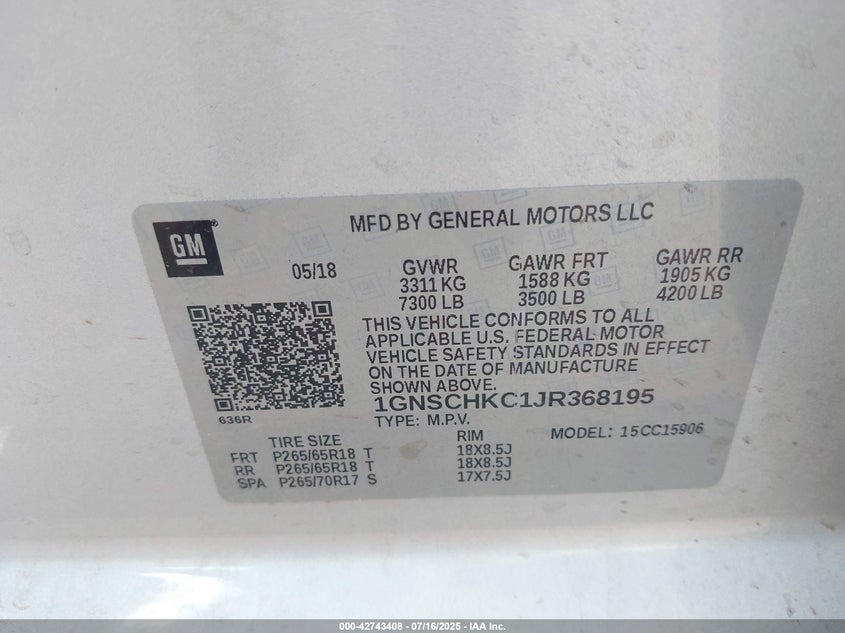 MFD BY GENERAL MOTORS LLC
GM
05/18
GVWR GAWR FRT GAWR RR
3311 KG 1588 KG 1905 KG
7300 LB 3500 LB 4200 LB
THIS VEHICLE CONFORMS TO ALL
APPLICABLE U.S. FEDERAL MOTOR
VEHICLE SAFETY STANDARDS IN EFFECT
ON THE DATE OF MANUFACTURE
SHOWN ABOVE.
1GNSCHKC1JR368195
636R
TYPE: M.P.V.
MODEL: 15CC15906
TIRE SIZE RIM
FRT P265/65R18 T 18X8.5J
RR P265/65R18 T 18X8.5J
SPA P265/70R17 S 17X7.5J
000-42743408 - 07/16/2025 - IAA Inc.